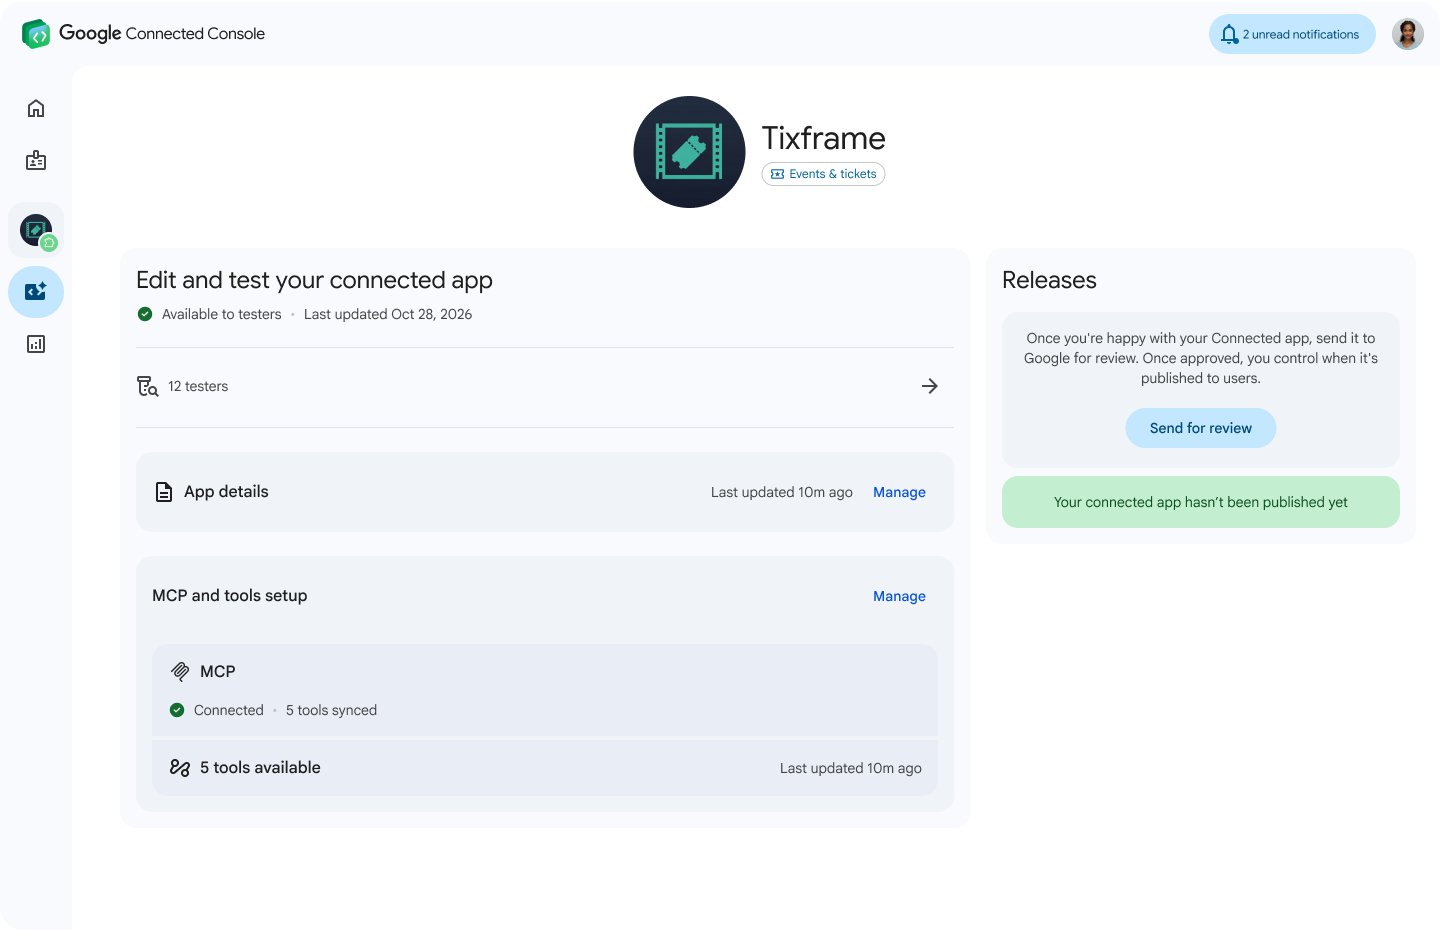 Google Connected Console
2 unread notifications
Tixframe
Events & tickets
Edit and test your connected app
Available to testers • Last updated Oct 28, 2026
12 testers
App details
Last updated 10m ago
Manage
MCP and tools setup
Manage
MCP
Connected • 5 tools synced
5 tools available
Last updated 10m ago
Releases
Once you're happy with your Connected app, send it to
Google for review. Once approved, you control when it's
published to users.
Send for review
Your connected app hasn’t been published yet